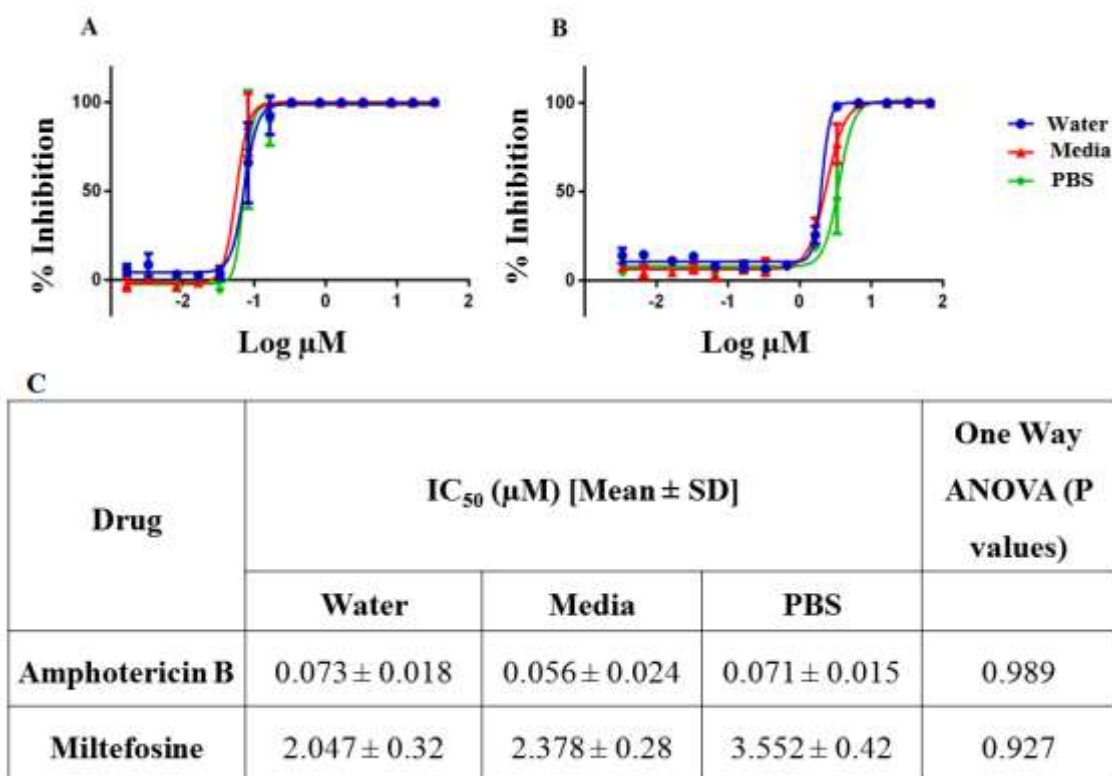 A
B
% Inhibition
100
50
0
-2
-1
0
1
2
Log µM
% Inhibition
100
50
0
-2
-1
0
1
2
Log µM
Water
Media
PBS
C
Drug
IC₅₀ (µM) [Mean ± SD]
One Way
ANOVA (P
values)
Water
Media
PBS
Amphotericin B
0.073 ± 0.018
0.056 ± 0.024
0.071 ± 0.015
0.989
Miltefosine
2.047 ± 0.32
2.378 ± 0.28
3.552 ± 0.42
0.927